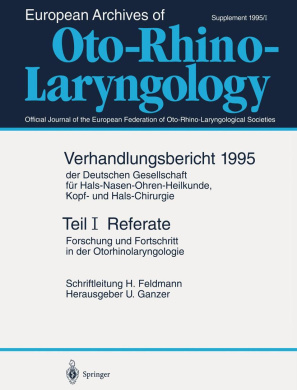 European Archives of
Supplement 1995/I
Oto-Rhino-
Laryngology
Official Journal of the European Federation of Oto-Rhino-Laryngological Societies
Verhandlungsbericht 1995
der Deutschen Gesellschaft
für Hals-Nasen-Ohren-Heilkunde,
Kopf- und Hals-Chirurgie
Teil I Referate
Forschung und Fortschritt
in der Otorhinolaryngologie
Schriftleitung H. Feldmann
Herausgeber U. Ganzer
Springer